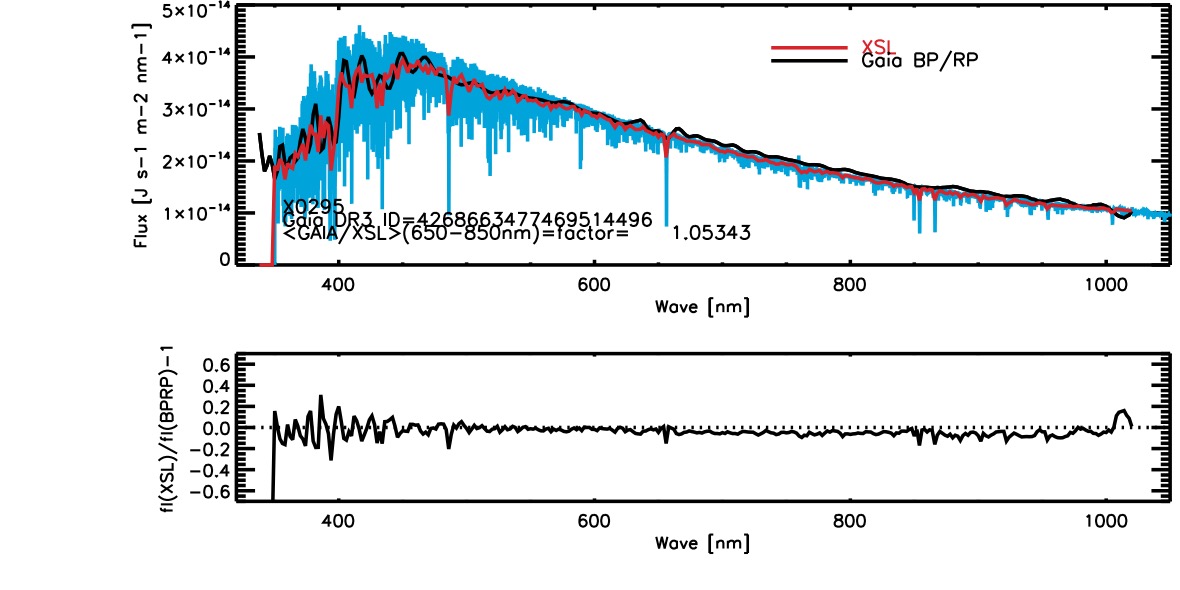 5×10⁻¹⁴
4×10⁻¹⁴
3×10⁻¹⁴
2×10⁻¹⁴
1×10⁻¹⁴
0
Flux [J s−1 m−2 nm−1]
XSL
Gaia BP/RP
X0295
Gaia DR3 ID=4268663477469514496
<GAIA/XSL>(650−850nm)=factor= 1.05343
400 600 800 1000
Wave [nm]
fl(XSL)/fl(BPRP)−1
0.6
0.4
0.2
0.0
−0.2
−0.4
−0.6
400 600 800 1000
Wave [nm]